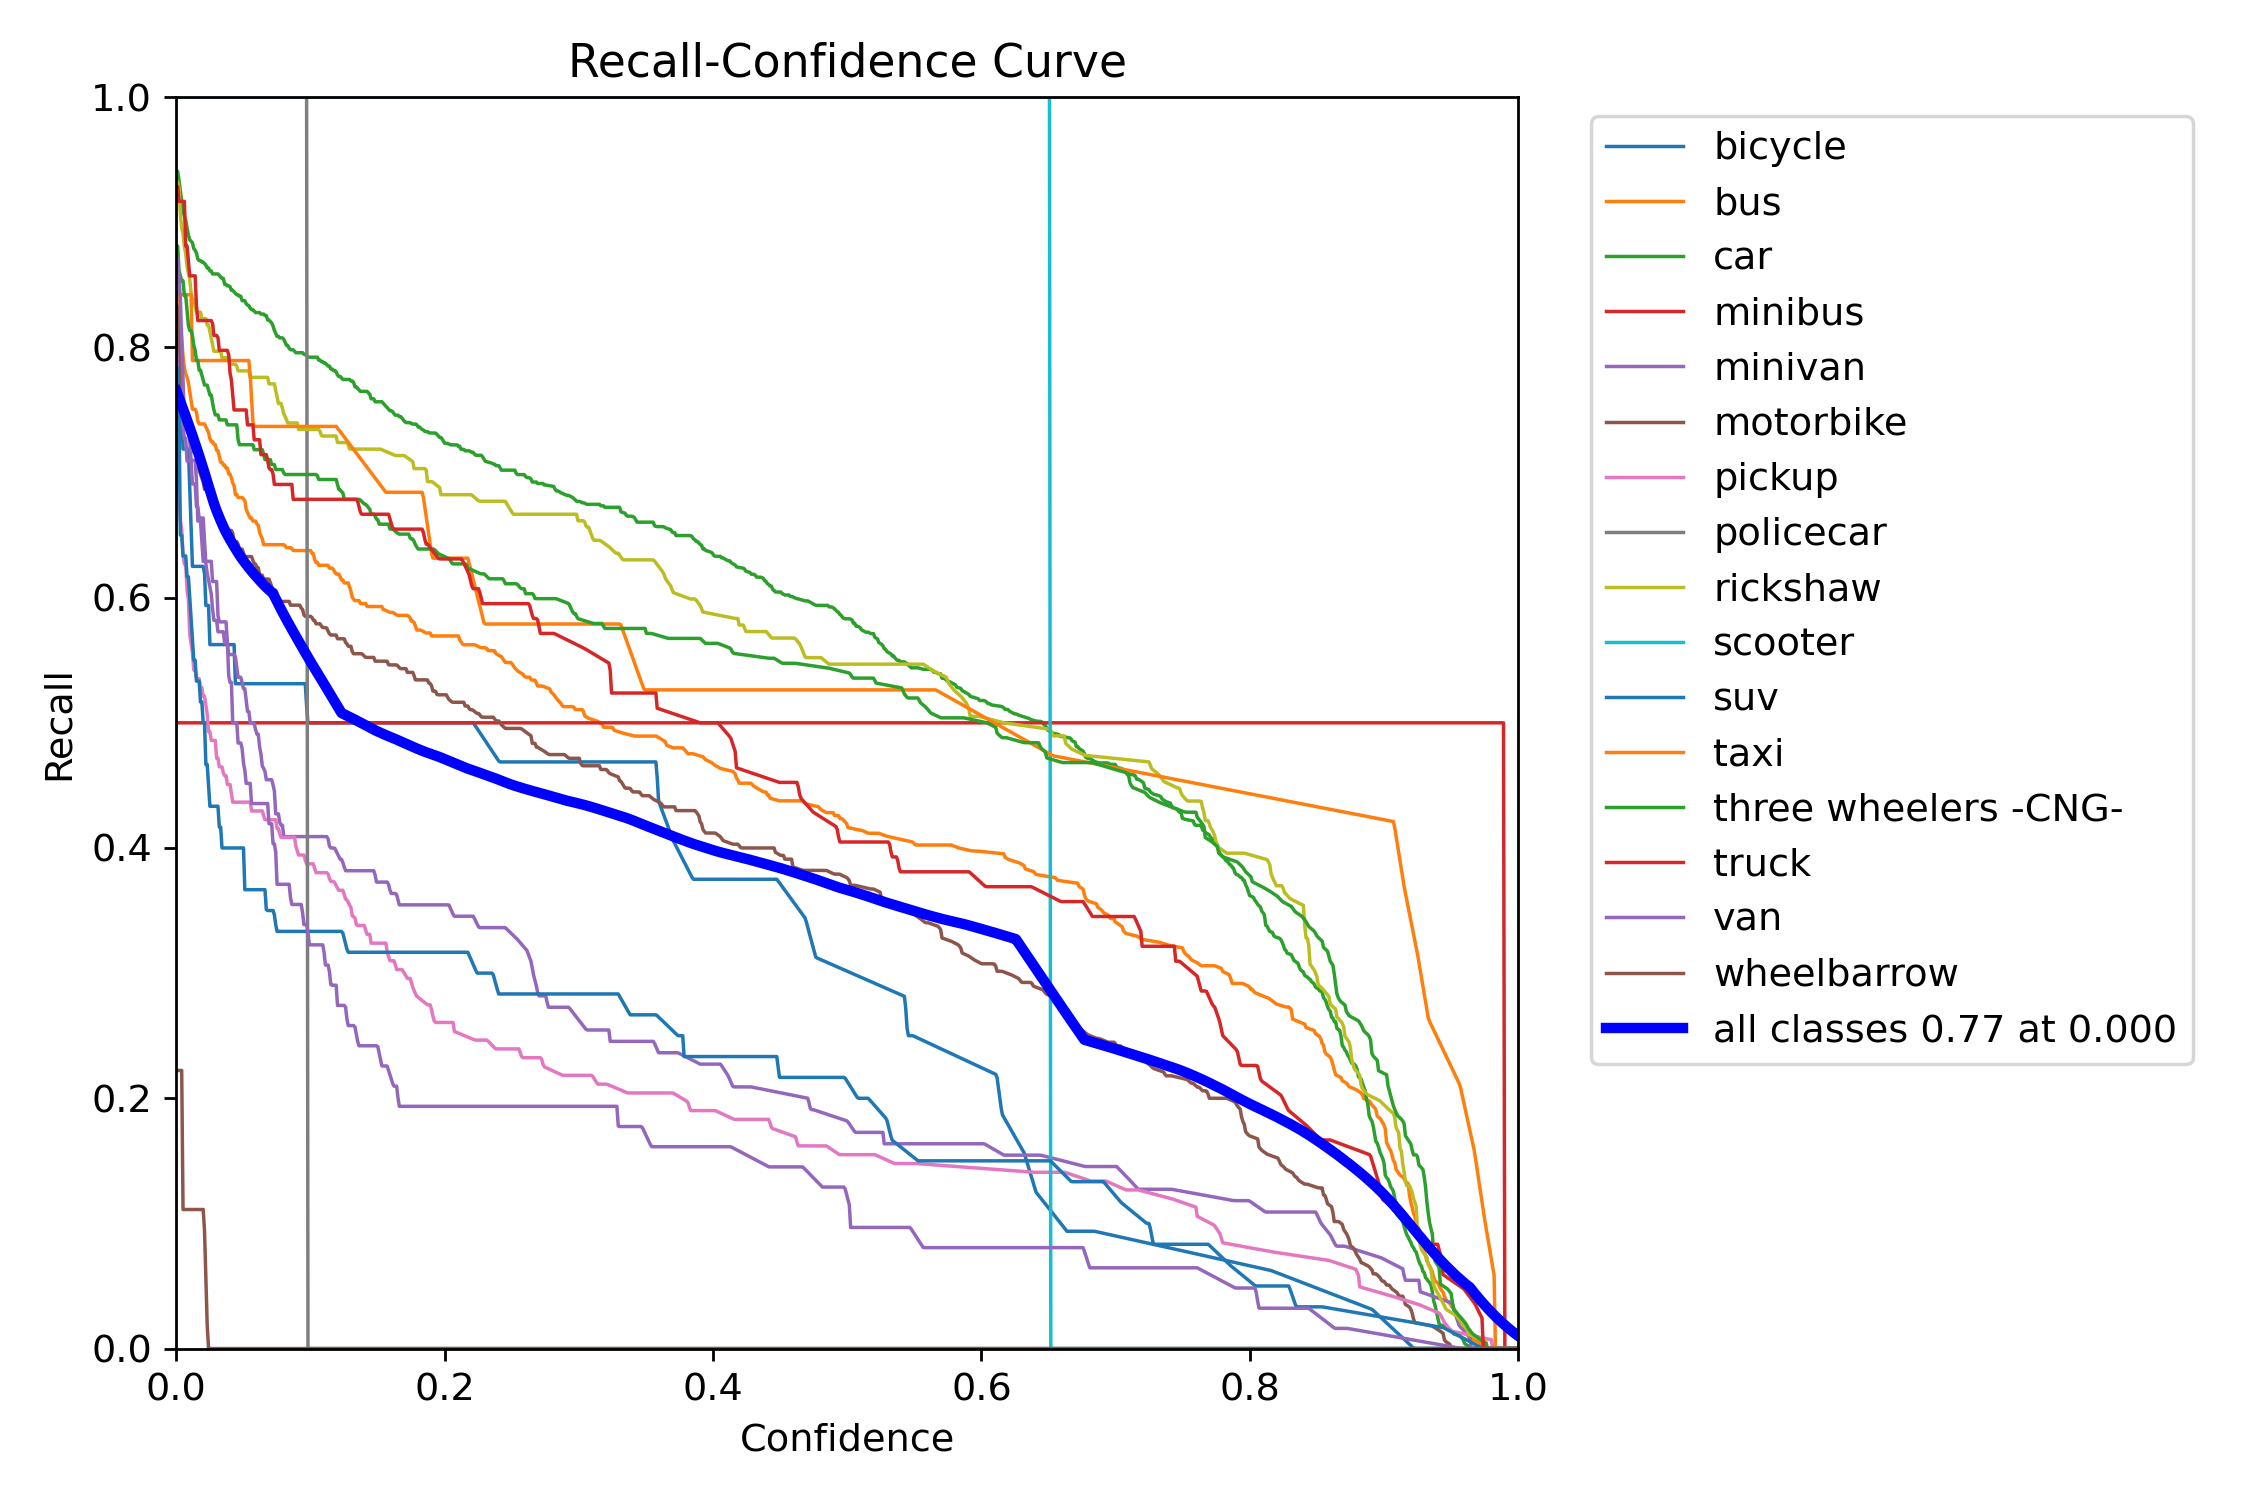 Recall-Confidence Curve
1.0
0.8
0.6
0.4
0.2
0.0
Recall
0.0 0.2 0.4 0.6 0.8 1.0
Confidence
bicycle
bus
car
minibus
minivan
motorbike
pickup
policecar
rickshaw
scooter
suv
taxi
three wheelers -CNG-
truck
van
wheelbarrow
all classes 0.77 at 0.000